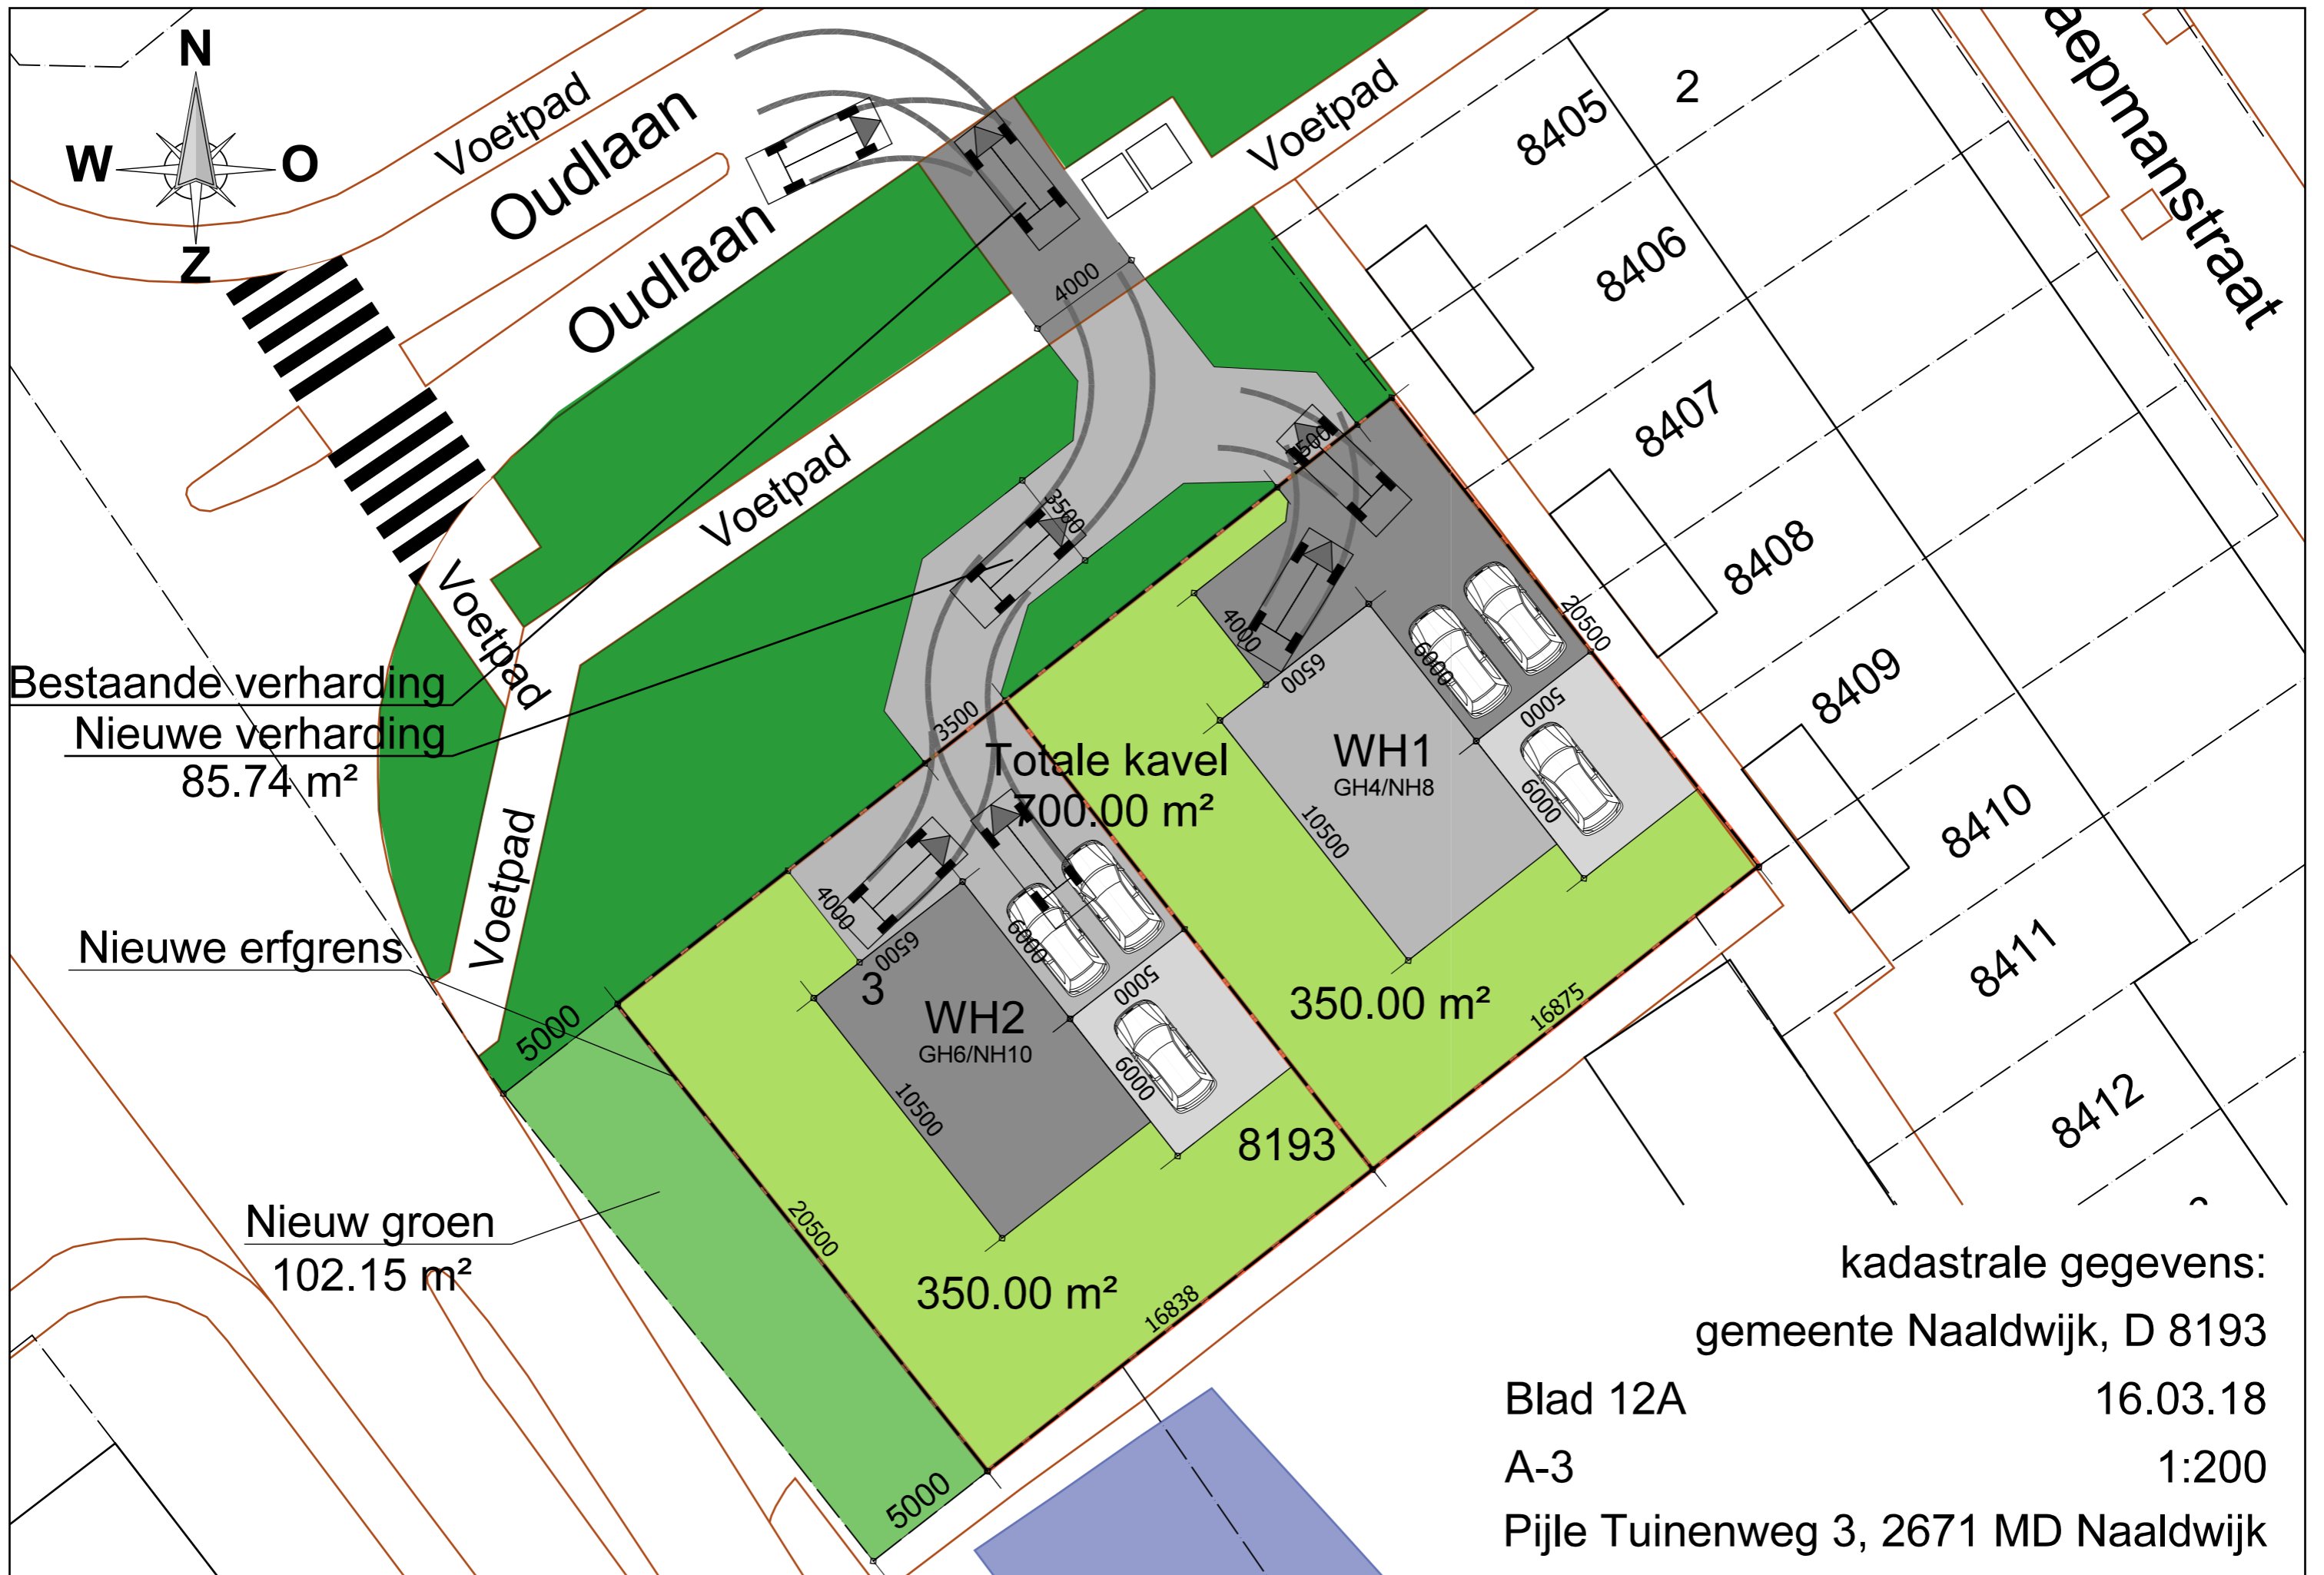 N
W
O
Z
Voetpad
Oudlaan
Oudlaan
Voetpad
aepmanstraat
2
8405
8406
8407
8408
8409
8410
8411
8412
4000
Voetpad
3500
3500
Voetpad
Voetpad
Bestaande verharding
Nieuwe verharding
85.74 m²
3500
Totale kavel
700.00 m²
4000
6500
6000
5000
20500
WH1
GH4/NH8
10500
6000
350.00 m²
16875
Nieuwe erfgrens
4000
6500
3
6000
5000
WH2
GH6/NH10
10500
6000
8193
5000
20500
350.00 m²
16838
Nieuw groen
102.15 m²
5000
kadastrale gegevens:
gemeente Naaldwijk, D 8193
Blad 12A
16.03.18
A-3
1:200
Pijle Tuinenweg 3, 2671 MD Naaldwijk